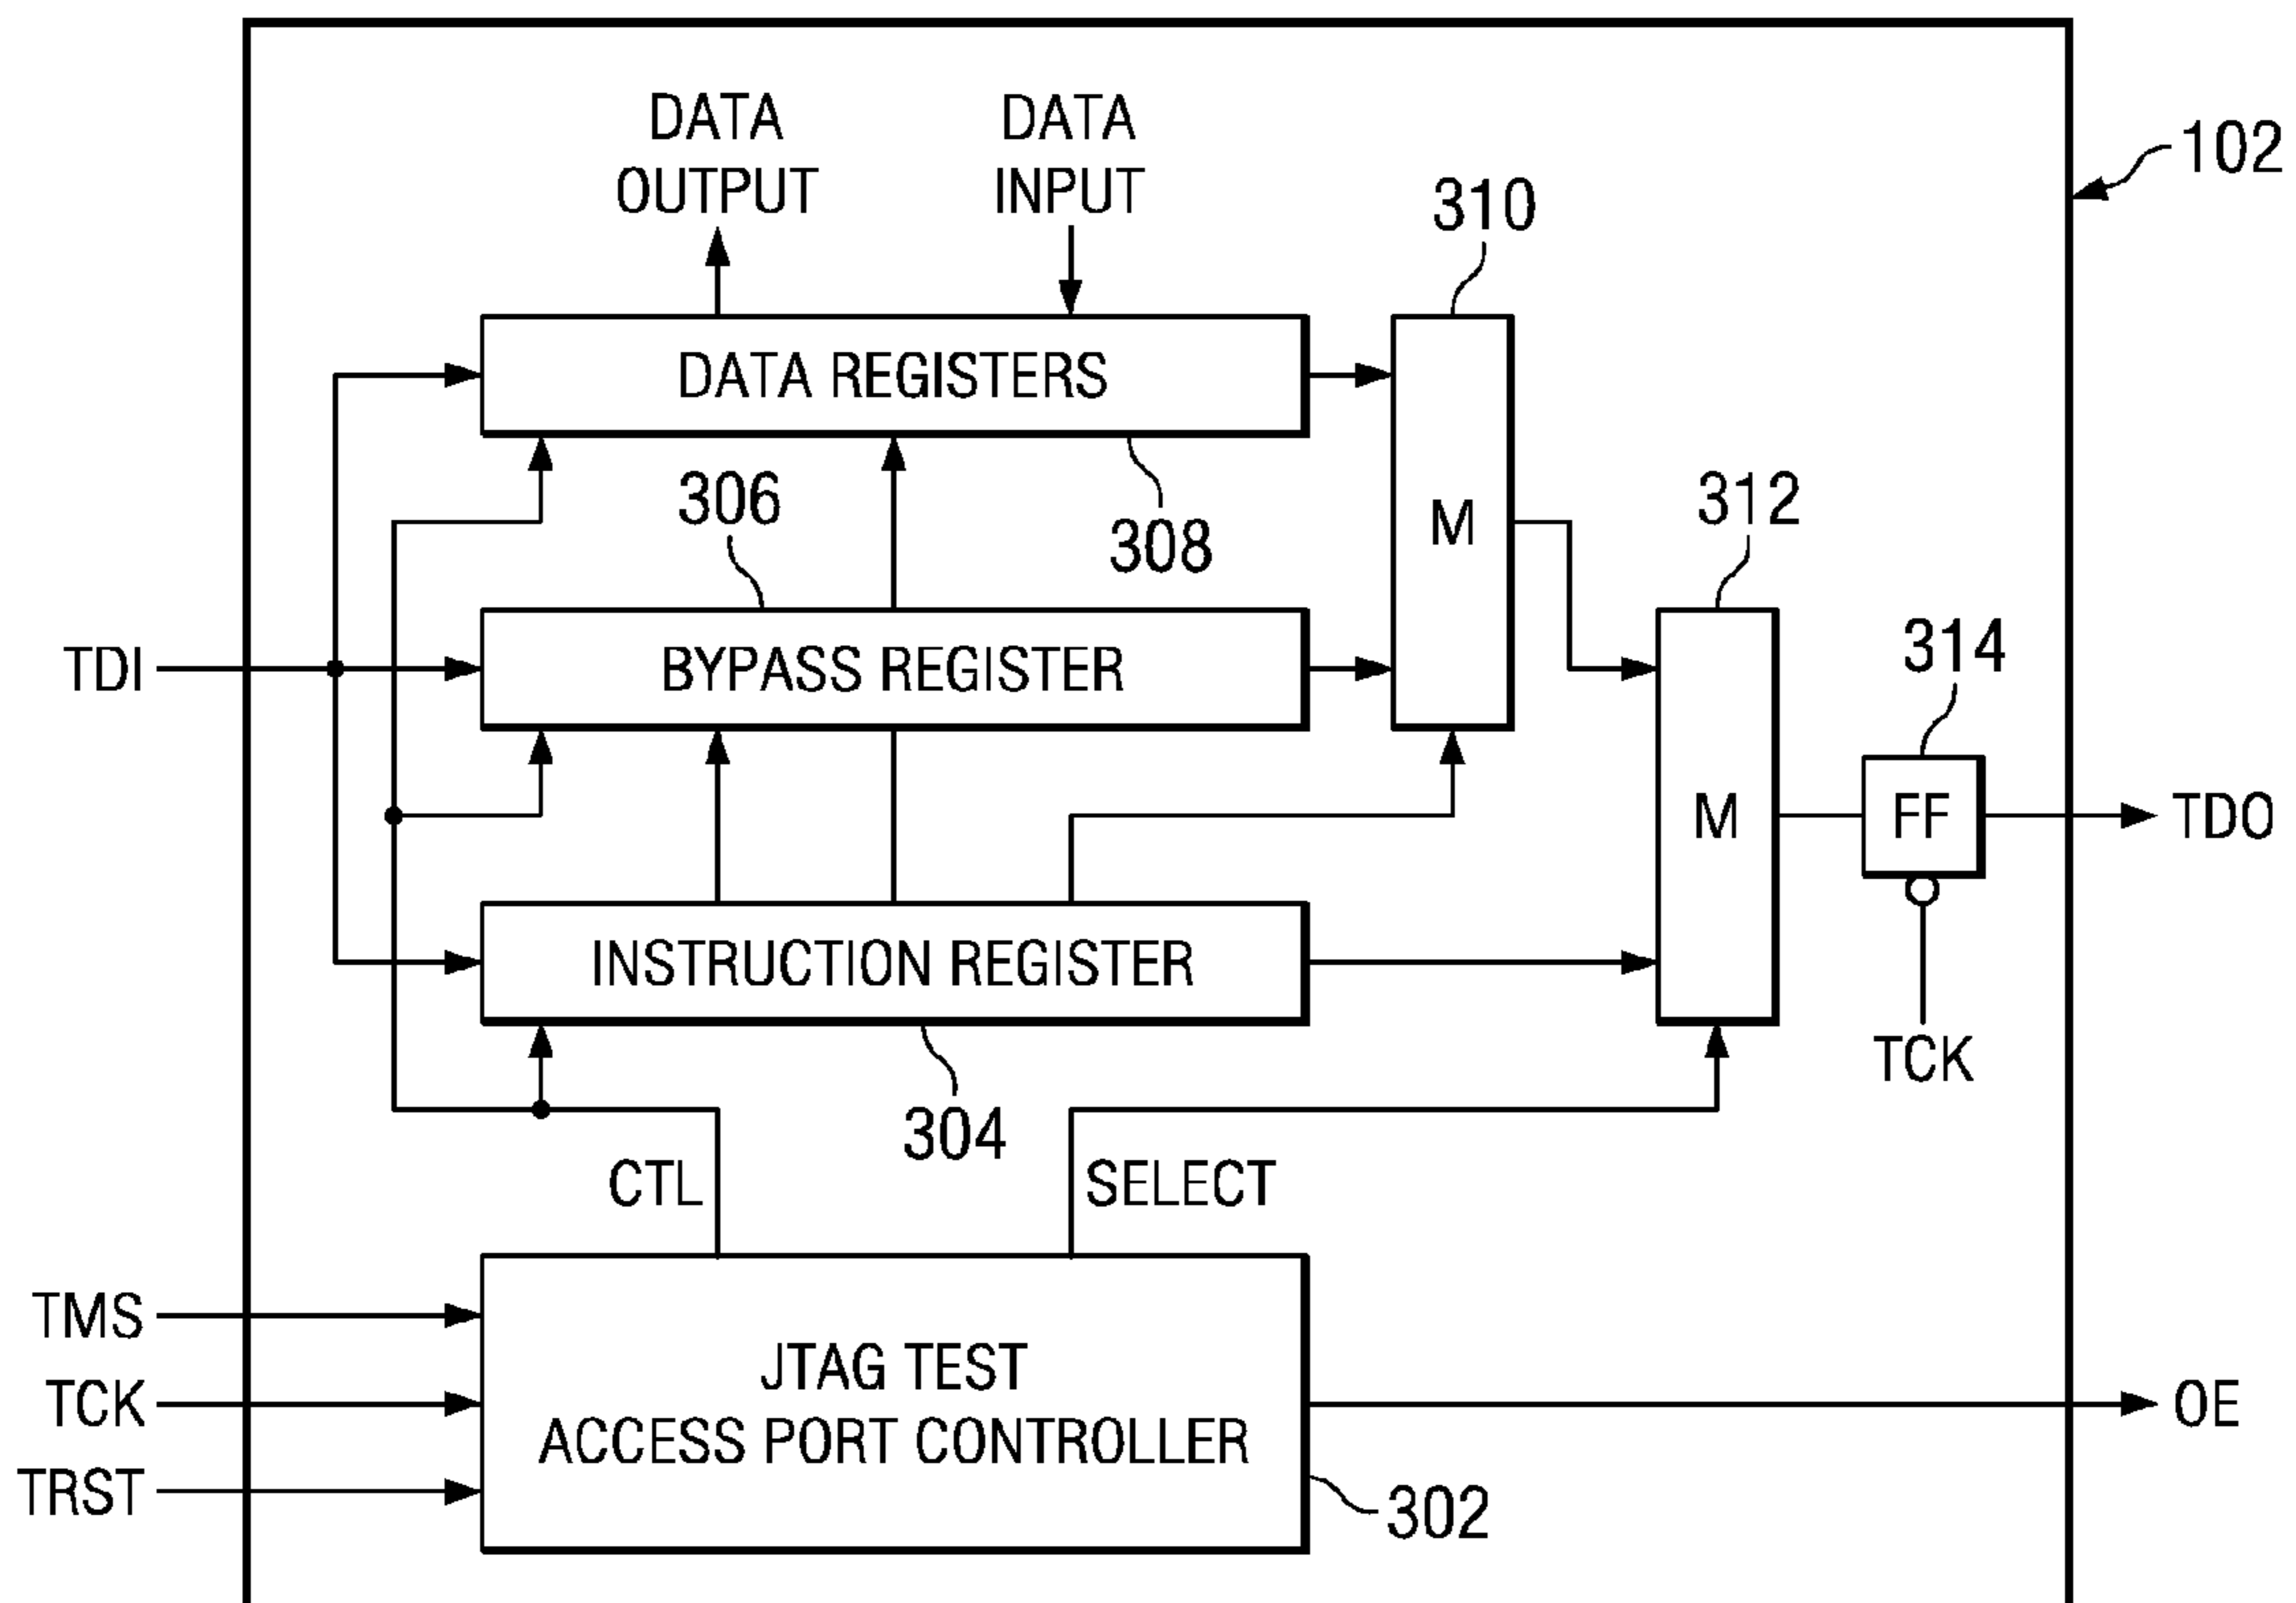 DATA
OUTPUT
DATA
INPUT
102
310
DATA REGISTERS
306
308
312
M
314
TDI
BYPASS REGISTER
M
FF
TDO
INSTRUCTION REGISTER
TCK
304
CTL
SELECT
TMS
JTAG TEST
ACCESS PORT CONTROLLER
TCK
OE
TRST
302